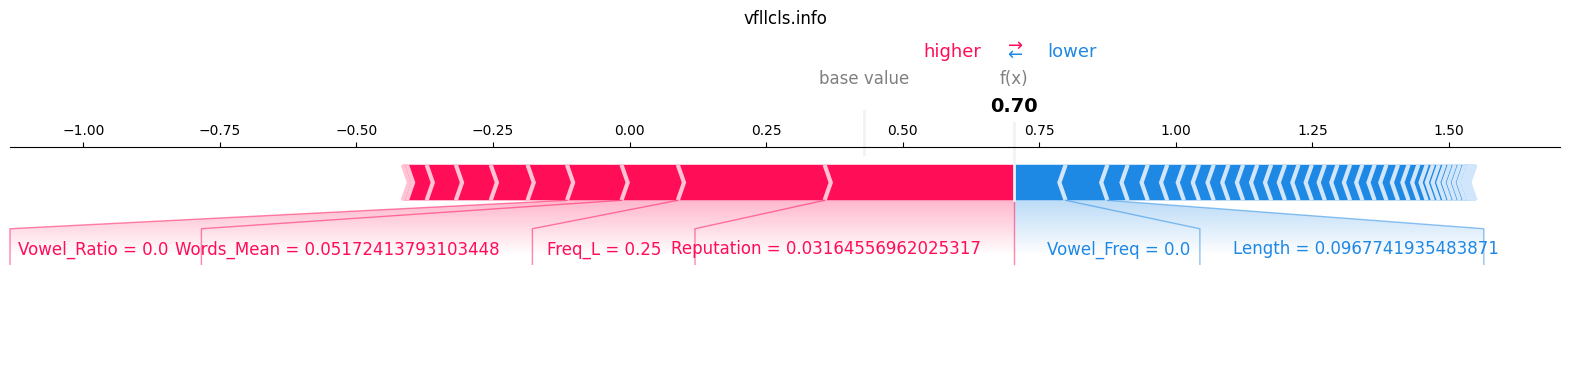 vfllcls.info
higher ⇄ lower
base value f(x)
0.70
−1.00 −0.75 −0.50 −0.25 0.00 0.25 0.50 0.75 1.00 1.25 1.50
Vowel_Ratio = 0.0 Words_Mean = 0.05172413793103448 Freq_L = 0.25 Reputation = 0.03164556962025317 Vowel_Freq = 0.0 Length = 0.0967741935483871